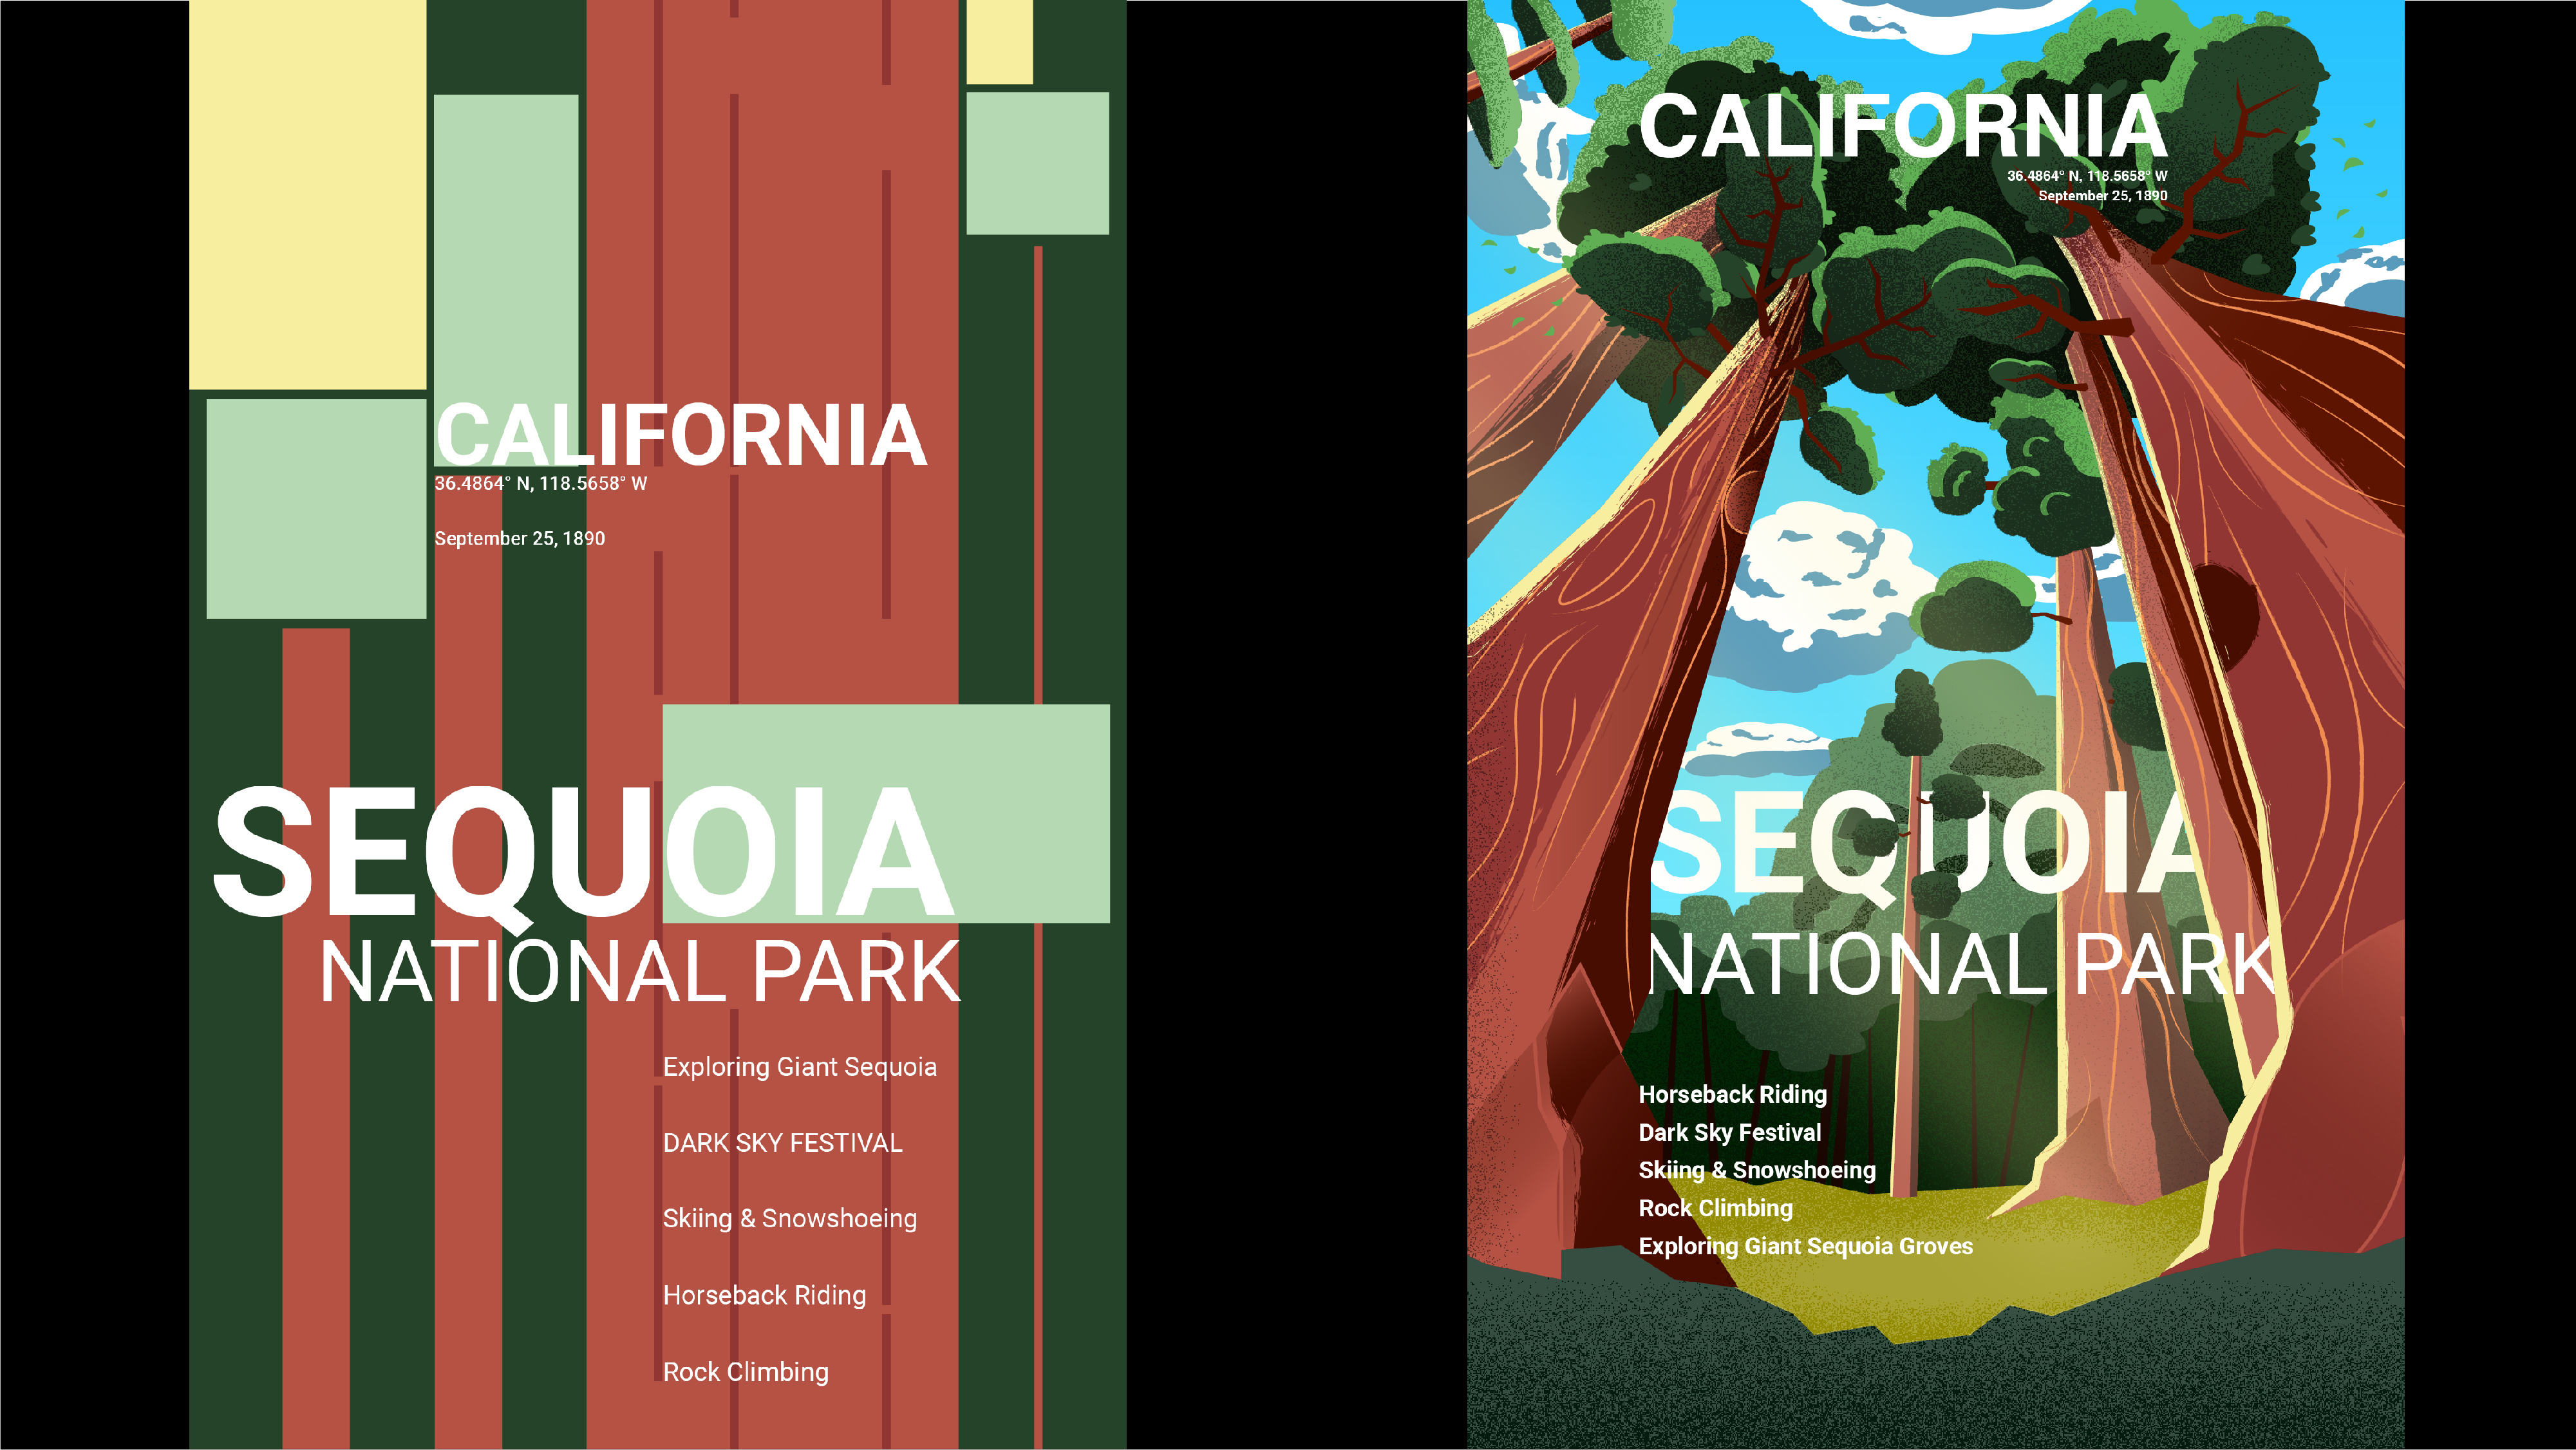 CALIFORNIA
36.4864° N, 118.5658° W
September 25, 1890
SEQUOIA
NATIONAL PARK
Exploring Giant Sequoia
DARK SKY FESTIVAL
Skiing & Snowshoeing
Horseback Riding
Rock Climbing
CALIFORNIA
36.4864° N, 118.5658° W
September 25, 1890
SEQUOIA
NATIONAL PARK
Horseback Riding
Dark Sky Festival
Skiing & Snowshoeing
Rock Climbing
Exploring Giant Sequoia Groves